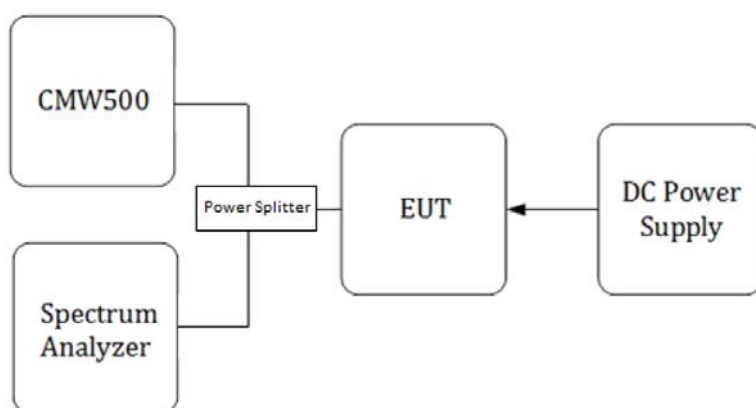 CMW500
Power Splitter
EUT
DC Power
Supply
Spectrum
Analyzer